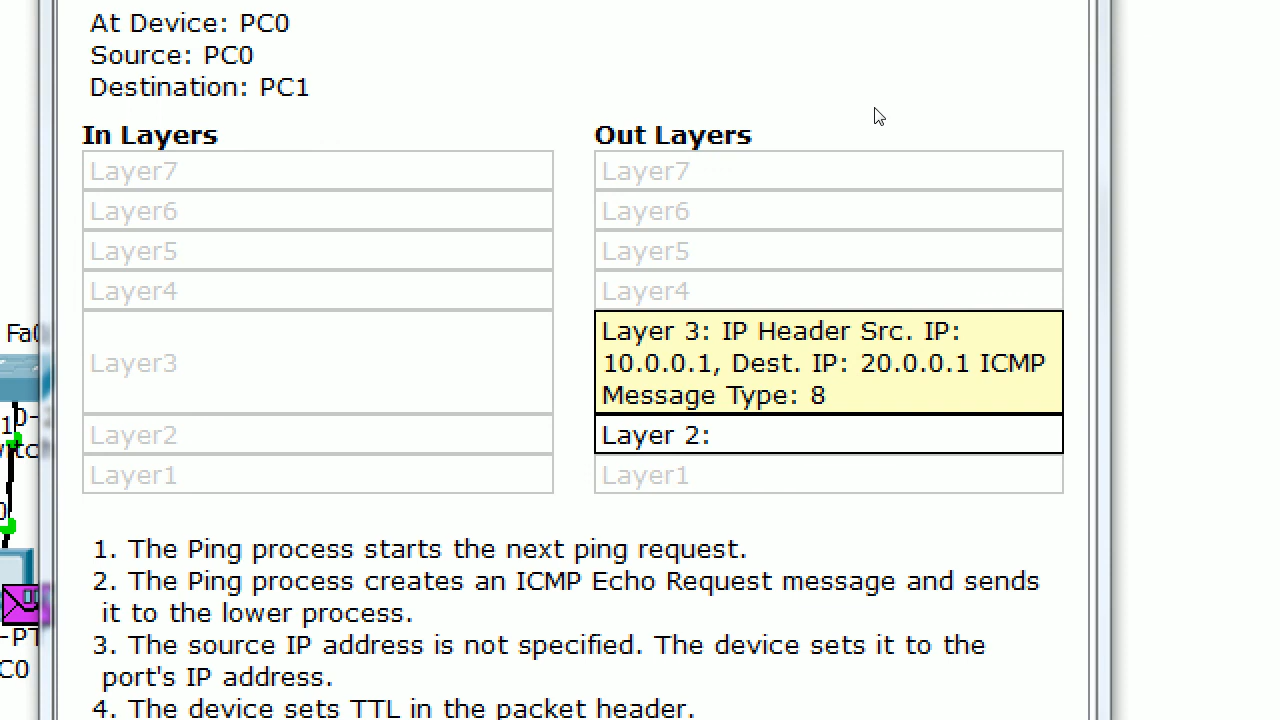 At Device: PC0
Source: PC0
Destination: PC1
In Layers
Layer7
Layer6
Layer5
Layer4
Layer3
Layer2
Layer1
Out Layers
Layer7
Layer6
Layer5
Layer4
Layer 3: IP Header Src. IP:
10.0.0.1, Dest. IP: 20.0.0.1 ICMP
Message Type: 8
Layer 2:
Layer1
1. The Ping process starts the next ping request.
2. The Ping process creates an ICMP Echo Request message and sends
it to the lower process.
3. The source IP address is not specified. The device sets it to the
port's IP address.
4. The device sets TTL in the packet header.
-PT
C0